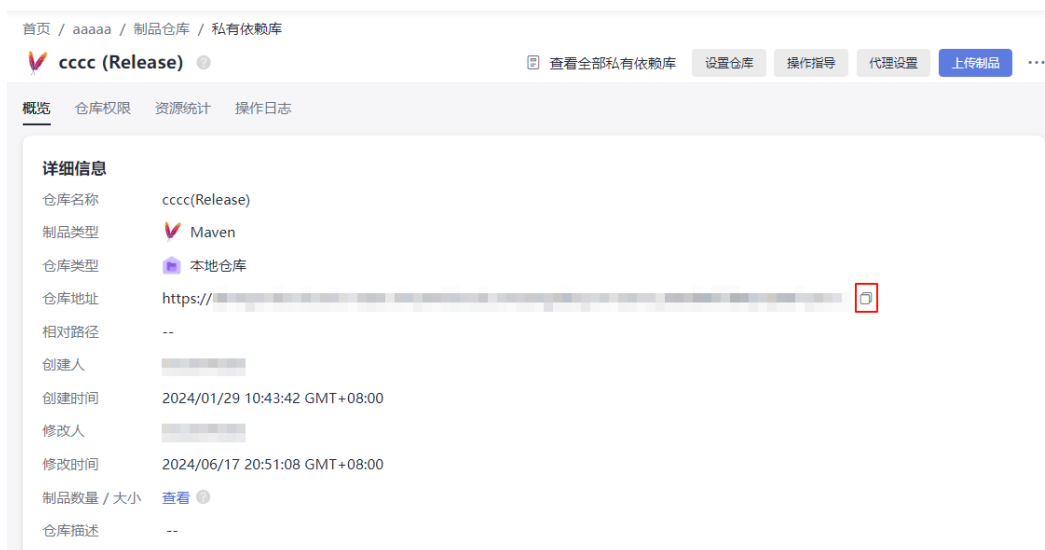 首页 / aaaaa / 制品仓库 / 私有依赖库
cccc (Release) ?
查看全部私有依赖库 设置仓库 操作指导 代理设置 上传制品 ...
概览 仓库权限 资源统计 操作日志
详细信息
仓库名称 cccc(Release)
制品类型 Maven
仓库类型 本地仓库
仓库地址 https://
相对路径 --
创建人
创建时间 2024/01/29 10:43:42 GMT+08:00
修改人
修改时间 2024/06/17 20:51:08 GMT+08:00
制品数量 / 大小 查看 ?
仓库描述 --